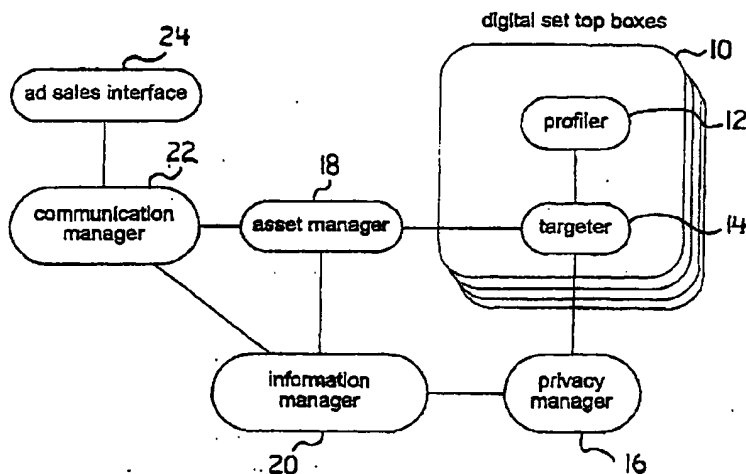 digital set top boxes
24
10
ad sales interface
profiler
12
22
18
communication
manager
asset manager
targeter
14
information
manager
privacy
manager
20
16